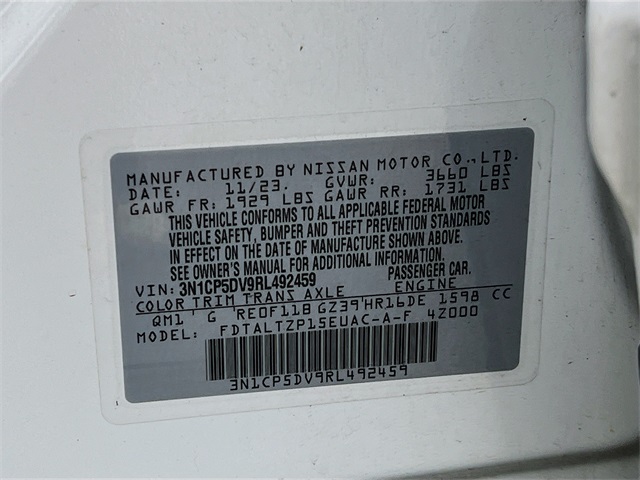 MANUFACTURED BY NISSAN MOTOR CO., LTD.
DATE: 11/23. GVWR: 3660 LBS
GAWR FR: 1929 LBS GAWR RR: 1731 LBS
THIS VEHICLE CONFORMS TO ALL APPLICABLE FEDERAL MOTOR
VEHICLE SAFETY, BUMPER AND THEFT PREVENTION STANDARDS
IN EFFECT ON THE DATE OF MANUFACTURE SHOWN ABOVE.
SEE OWNER'S MANUAL FOR ADDITIONAL INFORMATION.
VIN: 3N1CP5DV9RL492459 PASSENGER CAR.
COLOR TRIM TRANS AXLE ENGINE
QM1, G RE0F11B GZ39 HR16DE 1598 CC
MODEL: FDTALTZP15EUAC-A-F 4Z000
3N1CP5DV9RL492459